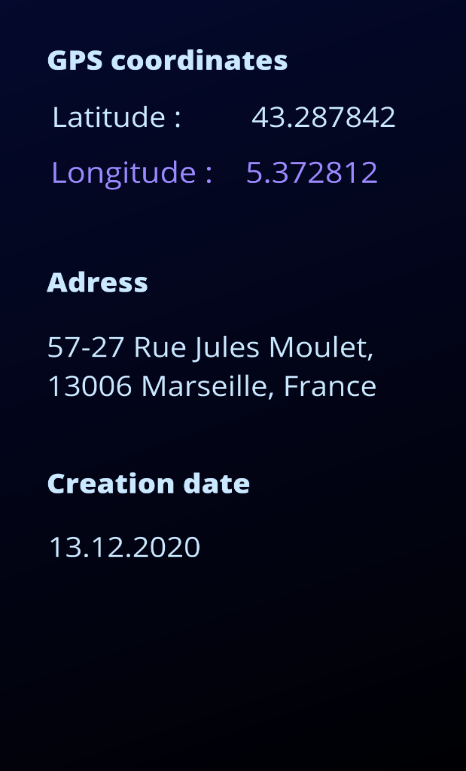 GPS coordinates
Latitude : 43.287842
Longitude : 5.372812
Adress
57-27 Rue Jules Moulet,
13006 Marseille, France
Creation date
13.12.2020